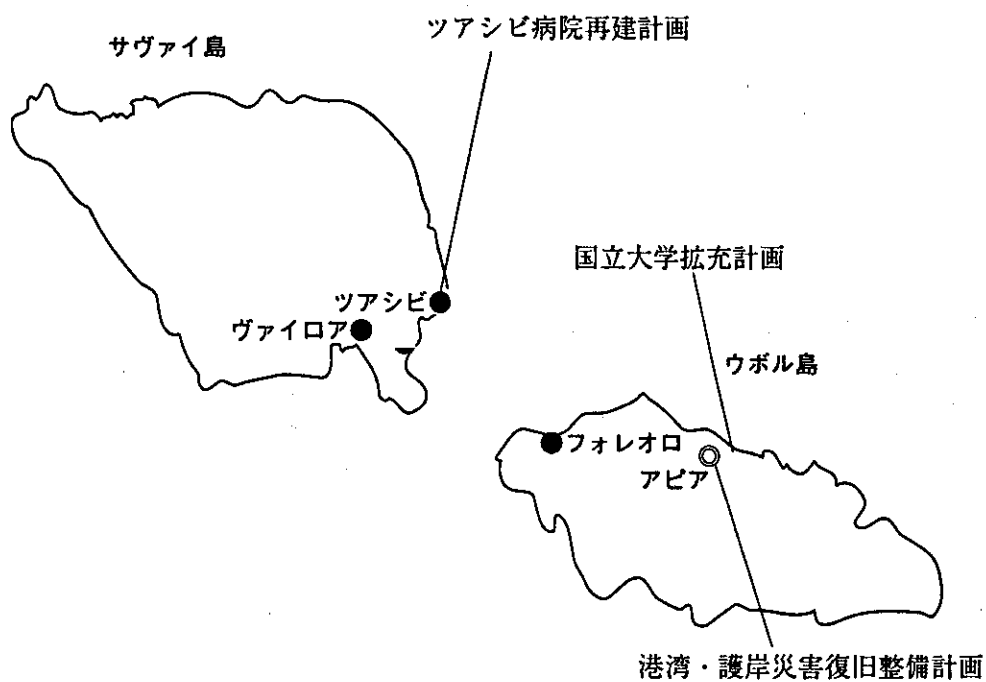 ツアシビ病院再建計画
サヴァイ島
国立大学拡充計画
ツアシビ
ヴァイロア
ウポル島
フォレオロ
アピア
港湾・護岸災害復旧整備計画